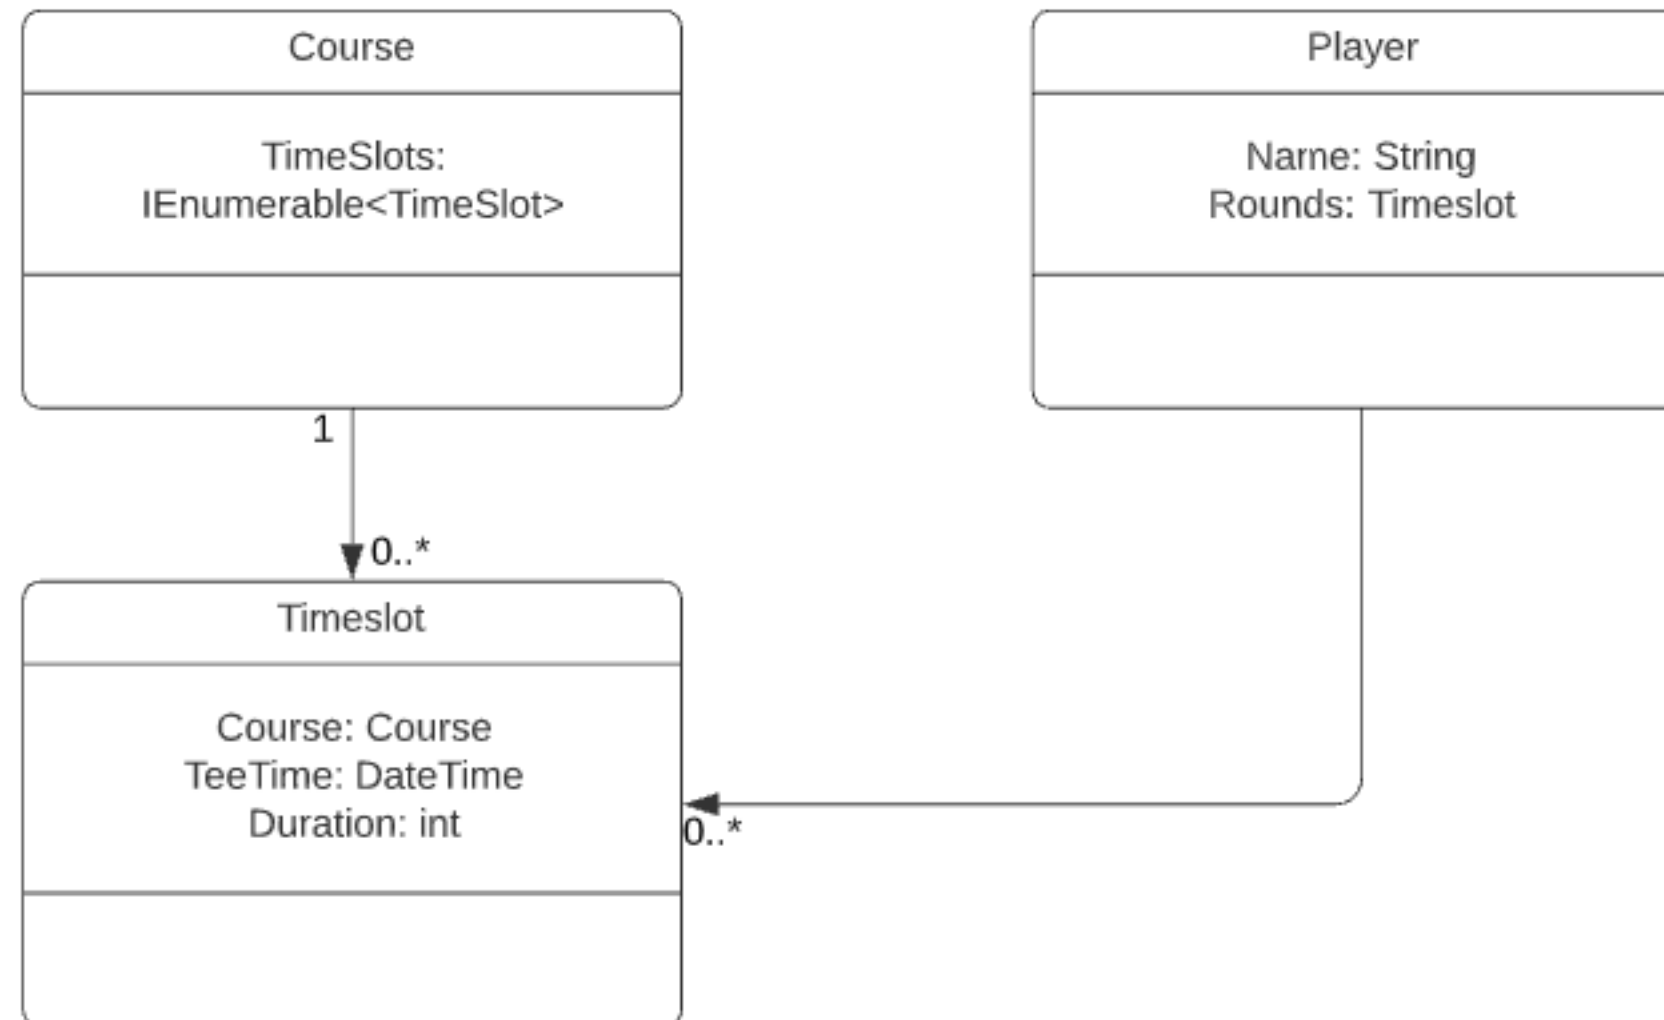 Course
TimeSlots:
IEnumerable<TimeSlot>
Player
Name: String
Rounds: Timeslot
1
0..*
Timeslot
Course: Course
TeeTime: DateTime
Duration: int
0..*